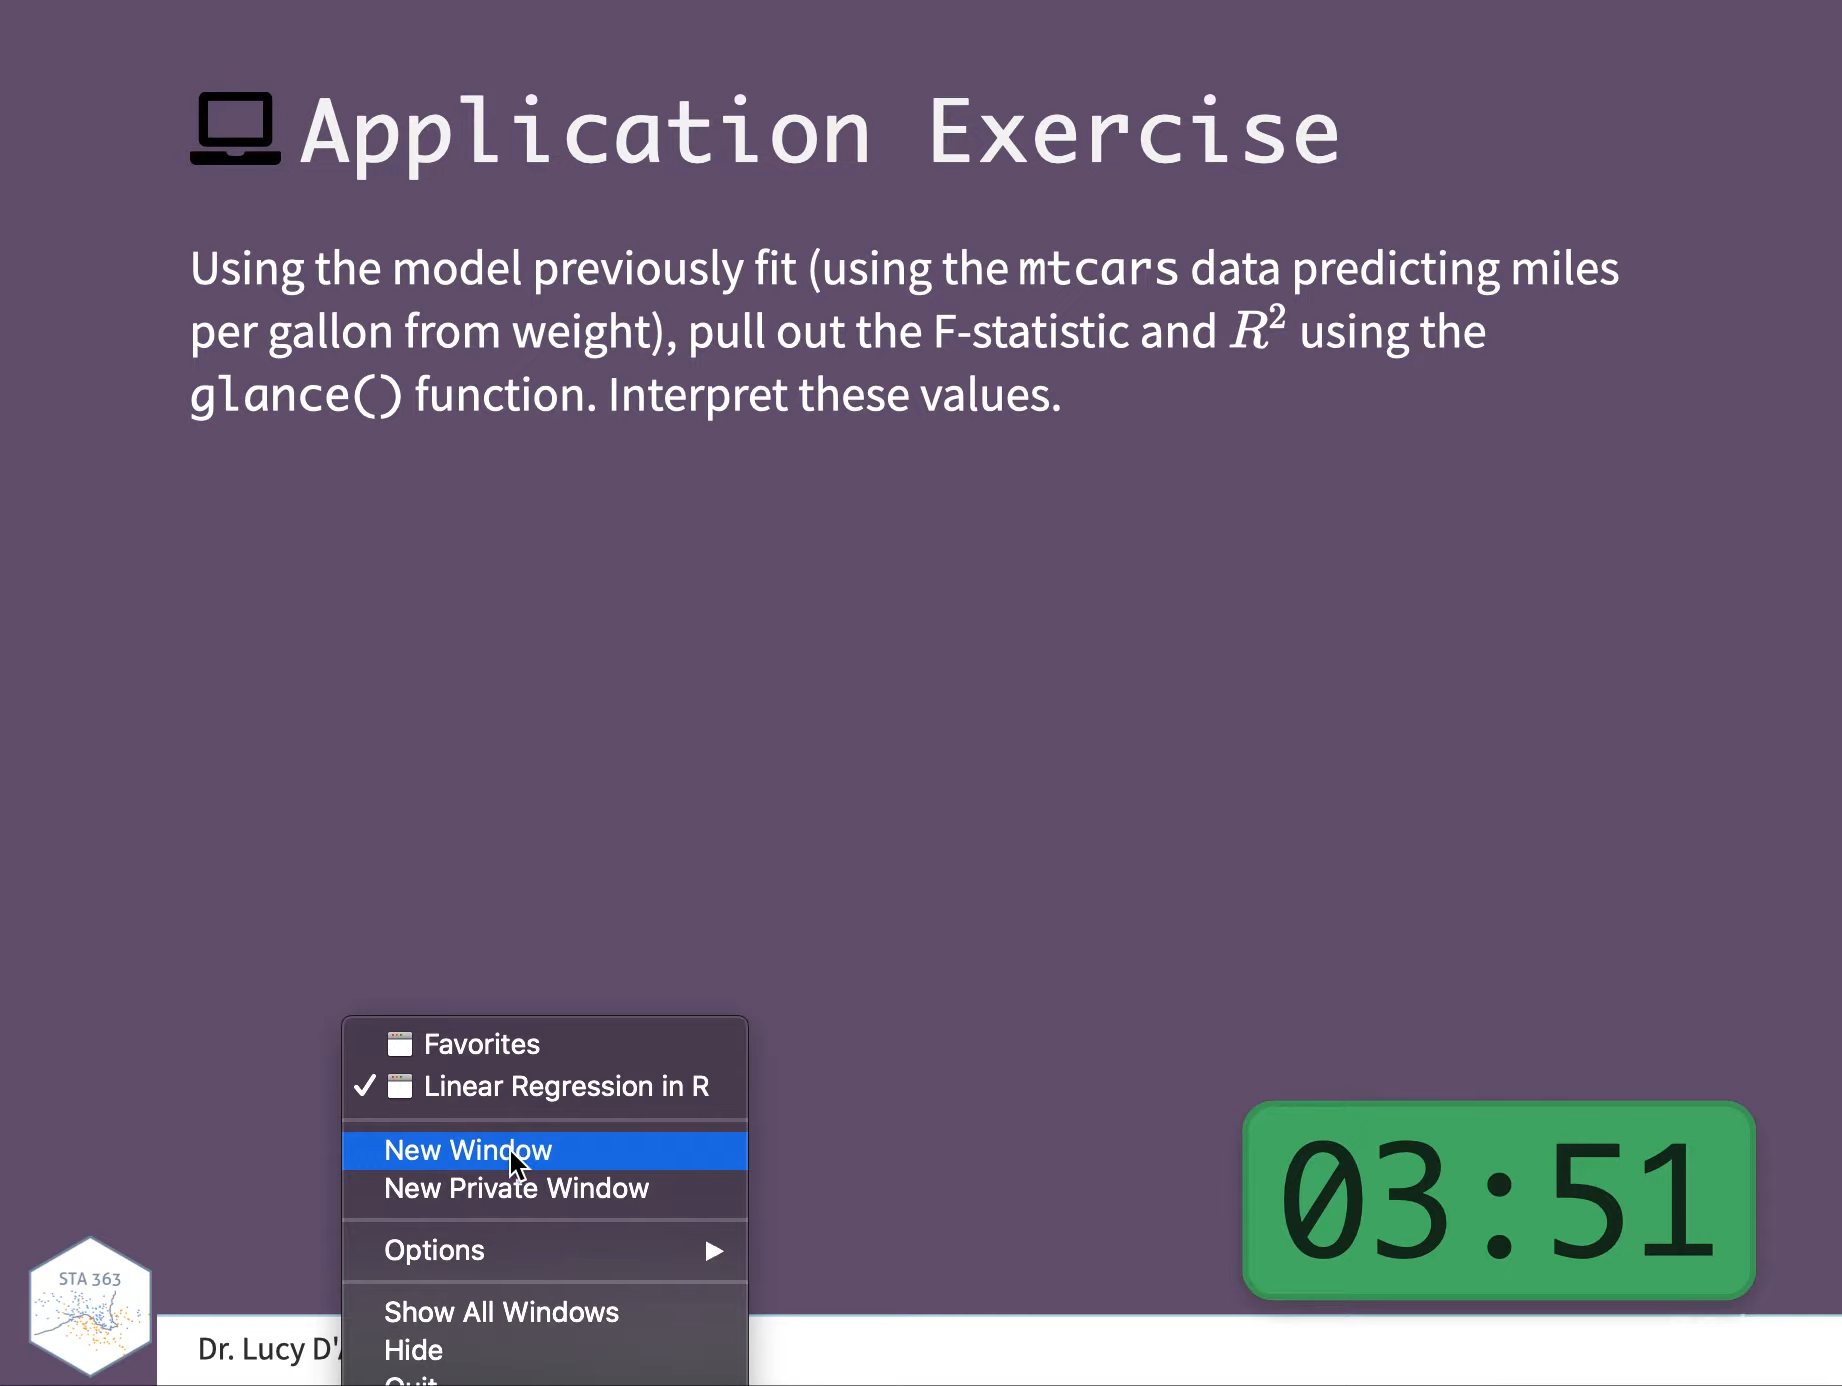 Application Exercise
Using the model previously fit (using the mtcars data predicting miles
per gallon from weight), pull out the F-statistic and R² using the
glance() function. Interpret these values.
Favorites
✓ Linear Regression in R
New Window
New Private Window
Options
Show All Windows
Hide
Quit
03:51
STA 363
Dr. Lucy